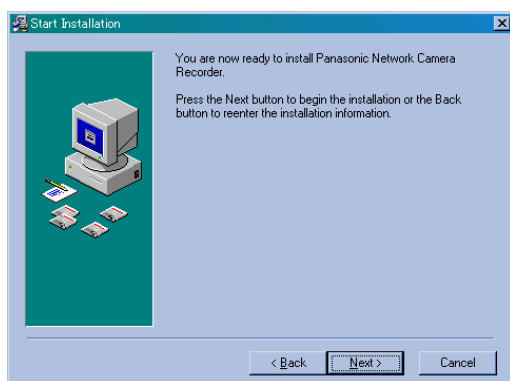 Start Installation
You are now ready to install Panasonic Network Camera
Recorder.
Press the Next button to begin the installation or the Back
button to reenter the installation information.
< Back
Next >
Cancel